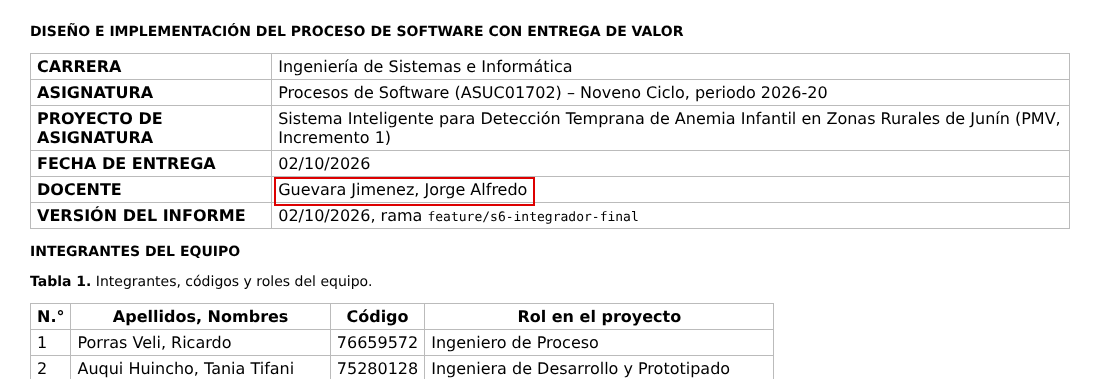 DISEÑO E IMPLEMENTACIÓN DEL PROCESO DE SOFTWARE CON ENTREGA DE VALOR
CARRERA Ingeniería de Sistemas e Informática
ASIGNATURA Procesos de Software (ASUC01702) – Noveno Ciclo, periodo 2026-20
PROYECTO DE ASIGNATURA Sistema Inteligente para Detección Temprana de Anemia Infantil en Zonas Rurales de Junín (PMV, Incremento 1)
FECHA DE ENTREGA 02/10/2026
DOCENTE Guevara Jimenez, Jorge Alfredo
VERSIÓN DEL INFORME 02/10/2026, rama feature/s6-integrador-final
INTEGRANTES DEL EQUIPO
Tabla 1. Integrantes, códigos y roles del equipo.
N.° Apellidos, Nombres Código Rol en el proyecto
1 Porras Veli, Ricardo 76659572 Ingeniero de Proceso
2 Auqui Huincho, Tania Tifani 75280128 Ingeniera de Desarrollo y Prototipado